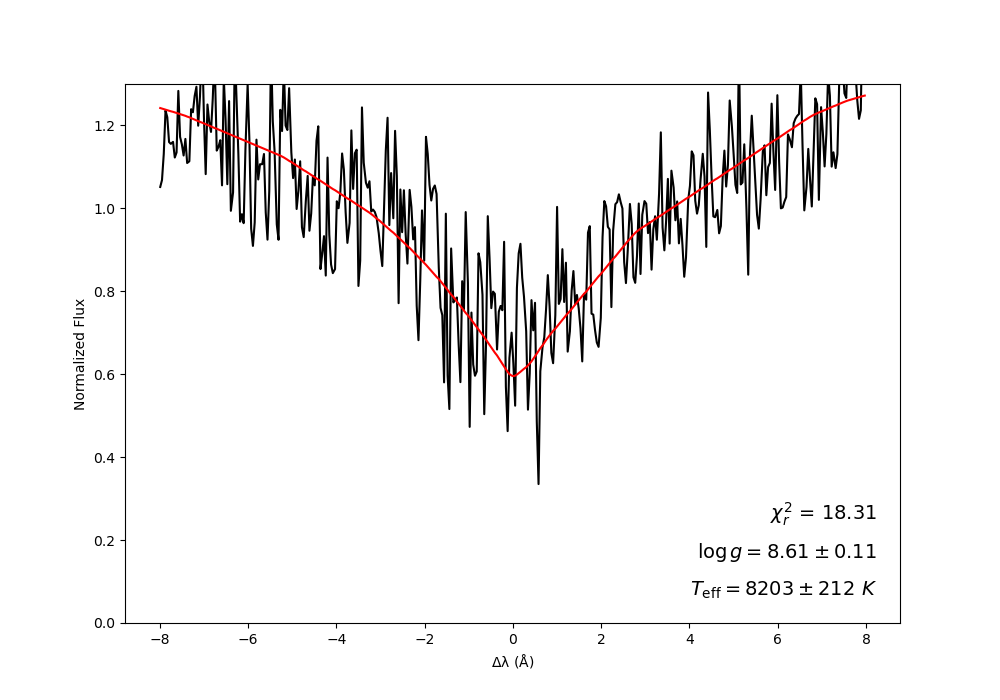 1.2
1.0
0.8
0.6
0.4
0.2
0.0
Normalized Flux
χ²ᵣ = 18.31
log g = 8.61 ± 0.11
T_eff = 8203 ± 212 K
−8 −6 −4 −2 0 2 4 6 8
Δλ (Å)